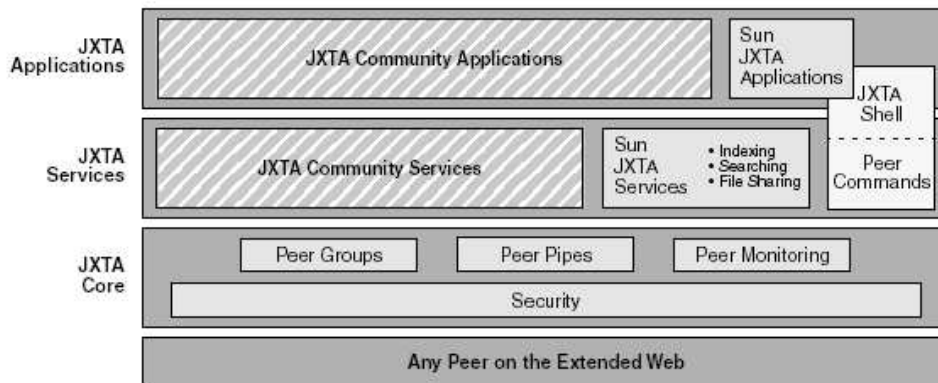 JXTA
Applications
JXTA Community Applications
Sun
JXTA
Applications
JXTA
Shell
Peer
Commands
JXTA
Services
JXTA Community Services
Sun
JXTA
Services
• Indexing
• Searching
• File Sharing
JXTA
Core
Peer Groups
Peer Pipes
Peer Monitoring
Security
Any Peer on the Extended Web